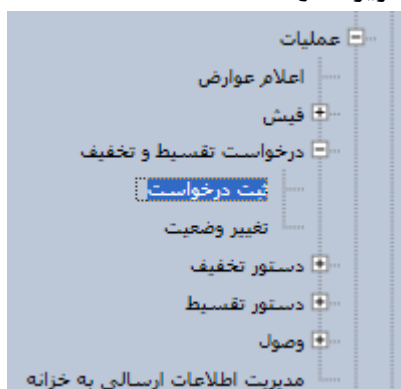 عملیات
اعلام عوارض
فیش
درخواست تقسیط و تخفیف
ثبت درخواست
تغییر وضعیت
دستور تخفیف
دستور تقسیط
وصول
مدیریت اطلاعات ارسالی به خزانه